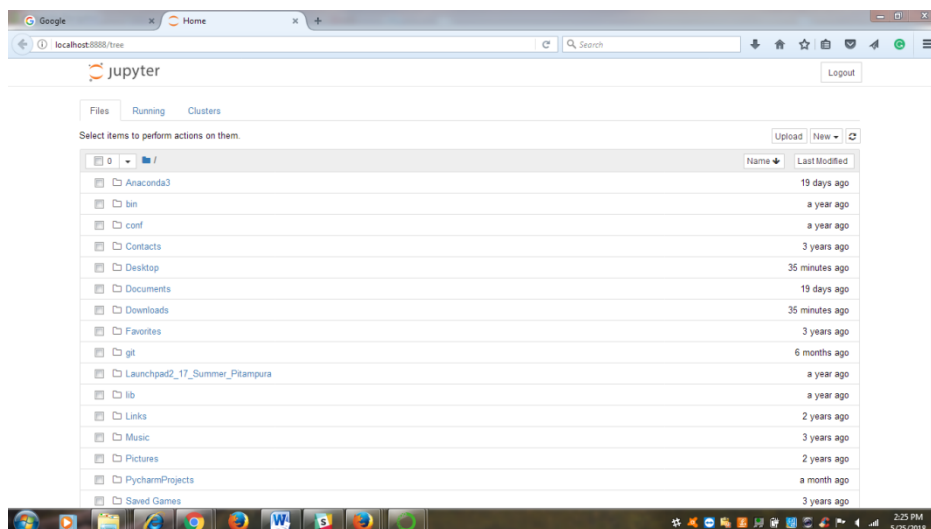 Google
Home
localhost:8888/tree
Search
jupyter
Logout
Files Running Clusters
Select items to perform actions on them.
Upload New
0 /
Name Last Modified
Anaconda3 19 days ago
bin a year ago
conf a year ago
Contacts 3 years ago
Desktop 35 minutes ago
Documents 19 days ago
Downloads 35 minutes ago
Favorites 3 years ago
git 6 months ago
Launchpad2_17_Summer_Pitampura a year ago
lib a year ago
Links 2 years ago
Music 3 years ago
Pictures 2 years ago
PycharmProjects a month ago
Saved Games 3 years ago
2:25 PM
5/25/2018